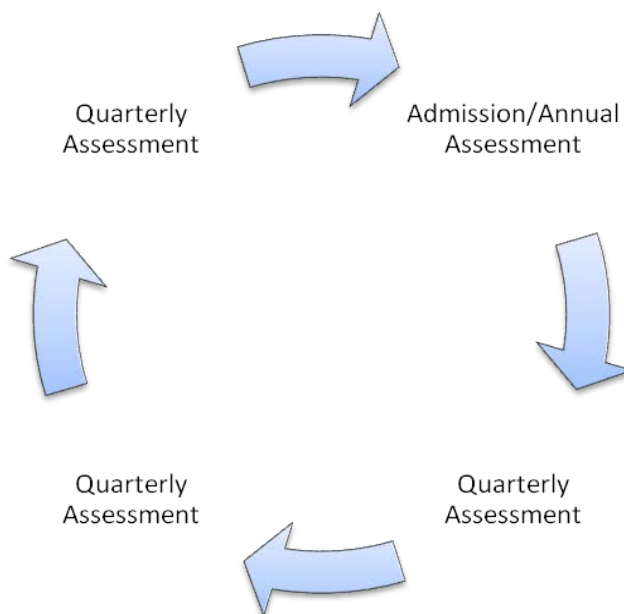 Quarterly
Assessment
Admission/Annual
Assessment
Quarterly
Assessment
Quarterly
Assessment